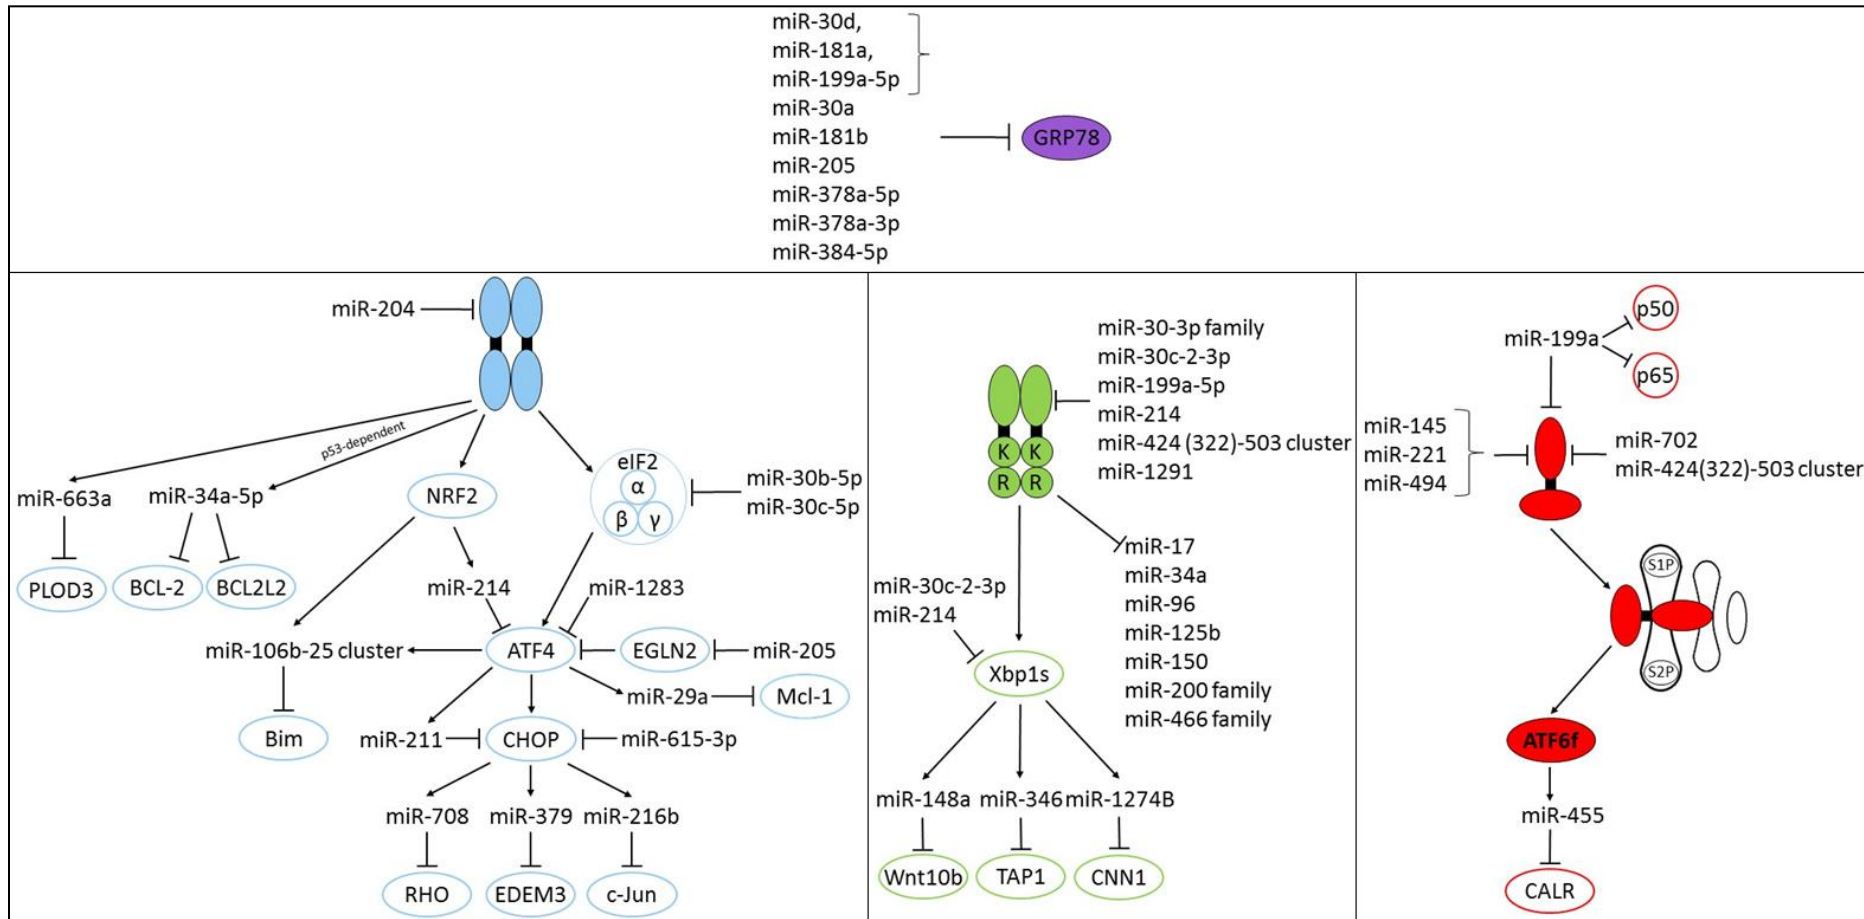 miR-30d,
miR-181a,
miR-199a-5p
miR-30a
miR-181b
GRP78
miR-205
miR-378a-5p
miR-378a-3p
miR-384-5p
miR-204
p53-dependent
miR-663a
miR-34a-5p
NRF2
eIF2
α
β
γ
miR-30b-5p
miR-30c-5p
PLOD3
BCL-2
BCL2L2
miR-214
miR-1283
miR-106b-25 cluster
ATF4
EGLN2
miR-205
miR-29a
Mcl-1
Bim
miR-211
CHOP
miR-615-3p
miR-708
miR-379
miR-216b
RHO
EDEM3
c-Jun
miR-30-3p family
miR-30c-2-3p
miR-199a-5p
miR-214
miR-424 (322)-503 cluster
miR-1291
K
K
R
R
miR-17
miR-34a
miR-96
miR-125b
miR-150
miR-200 family
miR-466 family
miR-30c-2-3p
miR-214
Xbp1s
miR-148a
miR-346
miR-1274B
Wnt10b
TAP1
CNN1
p50
miR-199a
p65
miR-145
miR-221
miR-494
miR-702
miR-424(322)-503 cluster
S1P
S2P
ATF6f
miR-455
CALR